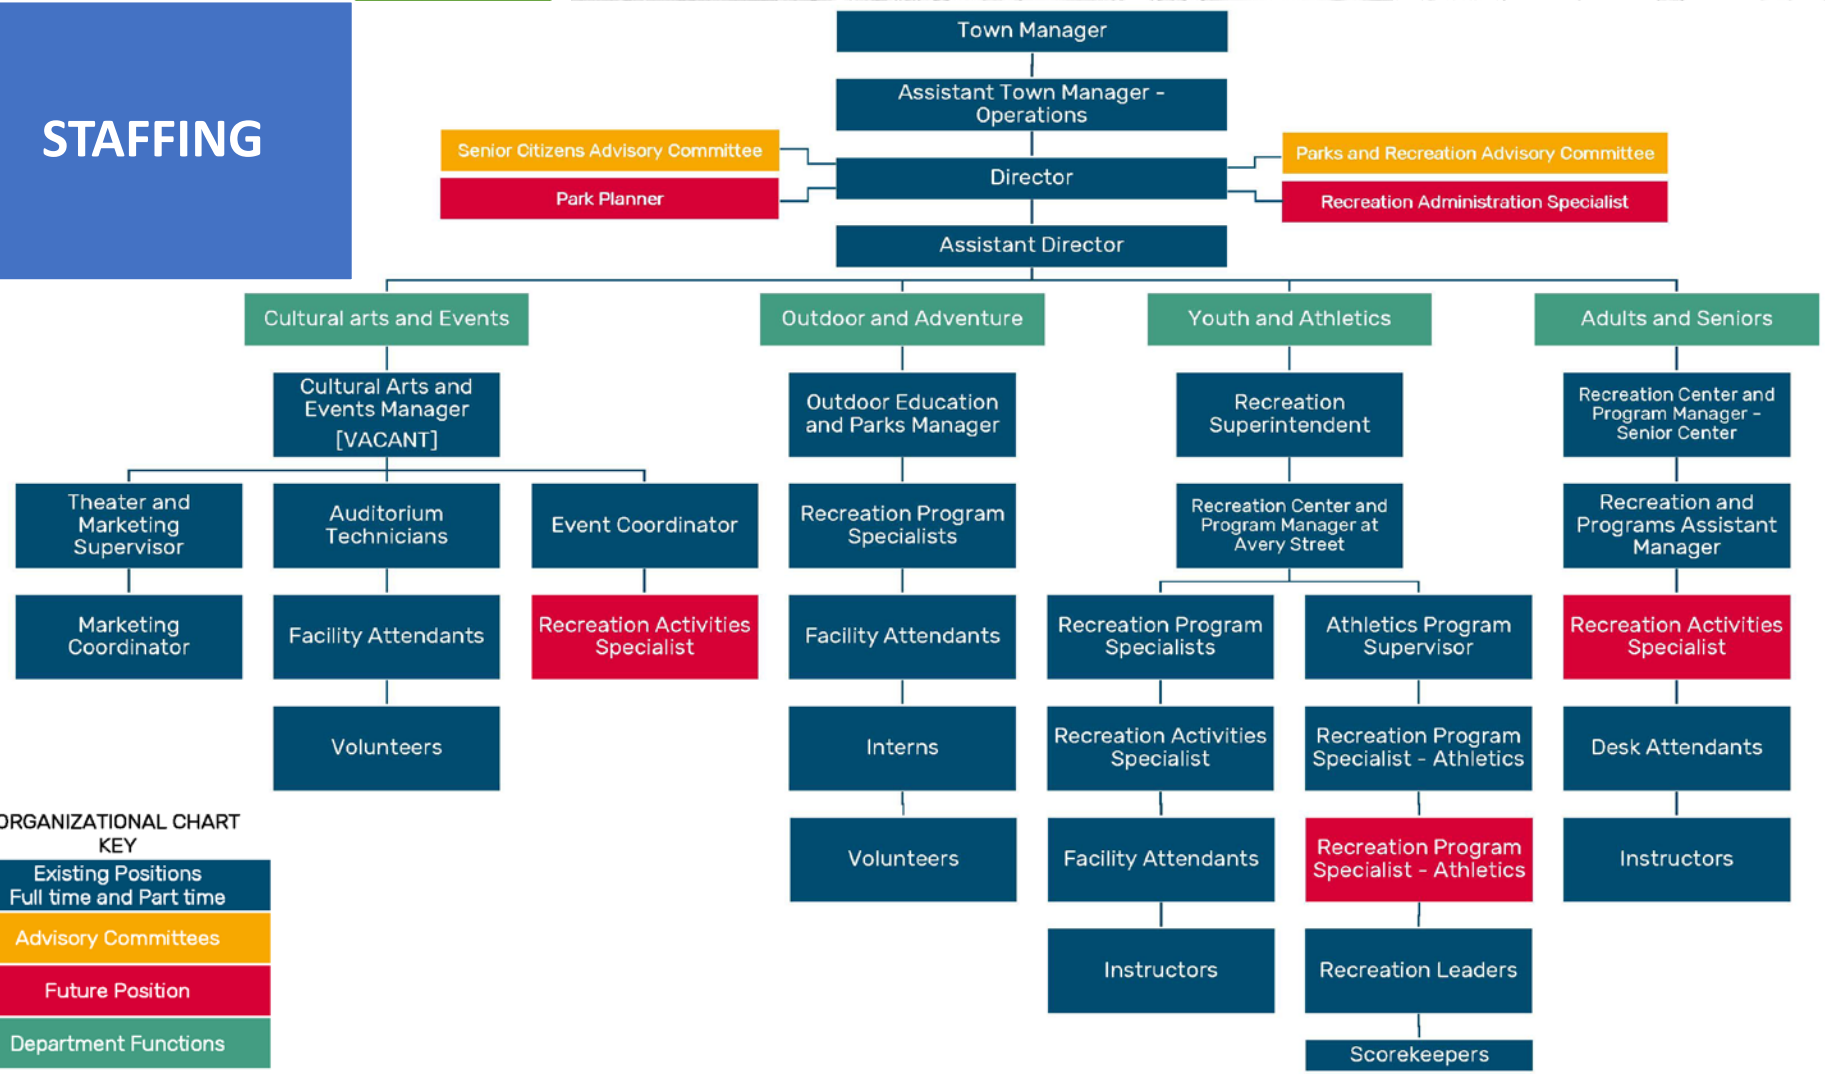 STAFFING
Town Manager
Assistant Town Manager -
Operations
Senior Citizens Advisory Committee
Parks and Recreation Advisory Committee
Director
Park Planner
Recreation Administration Specialist
Assistant Director
Cultural arts and Events
Outdoor and Adventure
Youth and Athletics
Adults and Seniors
Cultural Arts and
Events Manager
[VACANT]
Outdoor Education
and Parks Manager
Recreation
Superintendent
Recreation Center and
Program Manager -
Senior Center
Theater and
Marketing
Supervisor
Auditorium
Technicians
Event Coordinator
Recreation Program
Specialists
Recreation Center and
Program Manager at
Avery Street
Recreation and
Programs Assistant
Manager
Marketing
Coordinator
Facility Attendants
Recreation Activities
Specialist
Facility Attendants
Recreation Program
Specialists
Athletics Program
Supervisor
Recreation Activities
Specialist
Volunteers
Interns
Recreation Activities
Specialist
Recreation Program
Specialist - Athletics
Desk Attendants
Volunteers
Facility Attendants
Recreation Program
Specialist - Athletics
Instructors
Instructors
Recreation Leaders
Scorekeepers
ORGANIZATIONAL CHART
KEY
Existing Positions
Full time and Part time
Advisory Committees
Future Position
Department Functions